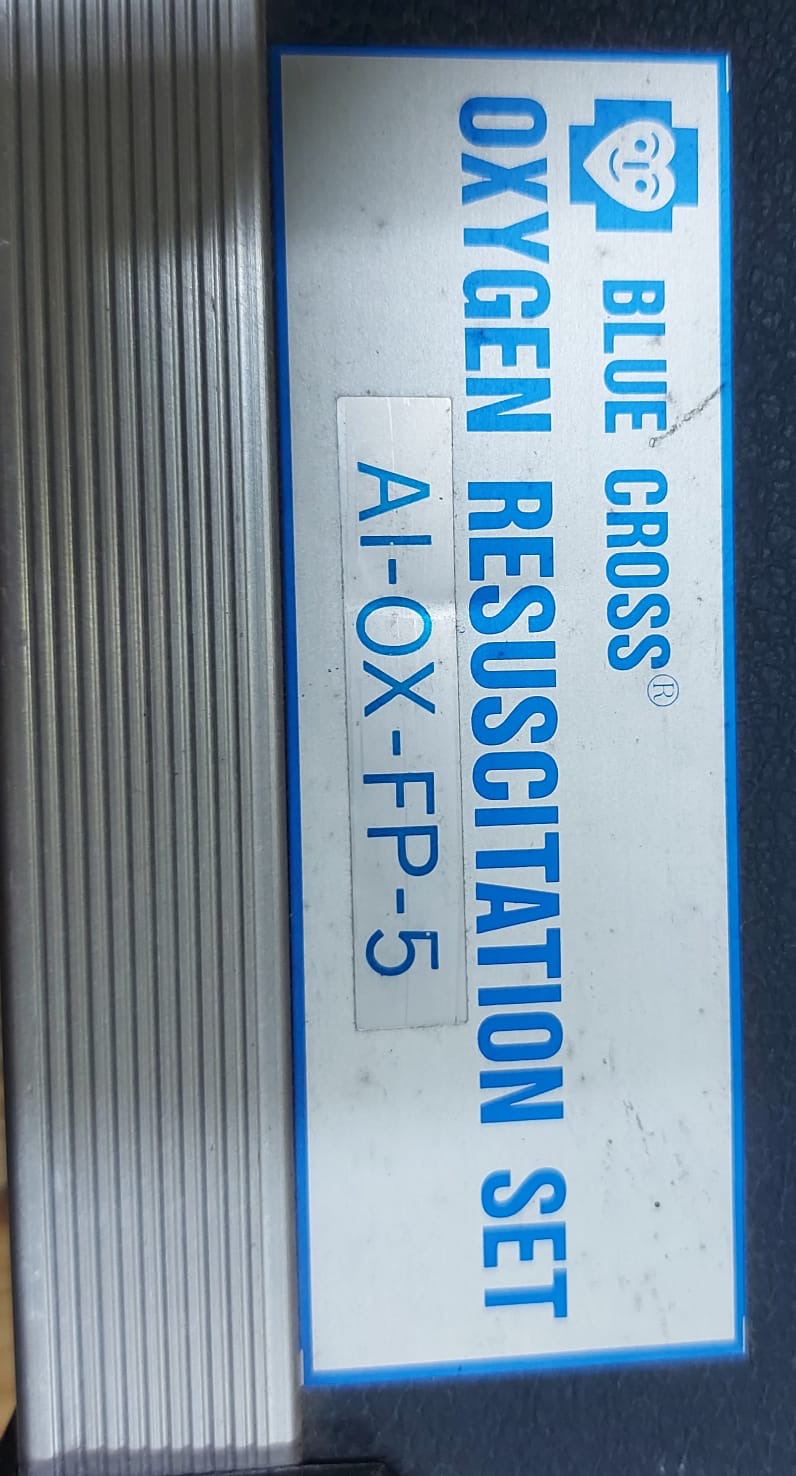 BLUE CROSS®
OXYGEN RESUSCITATION SET
AI-OX-FP-5